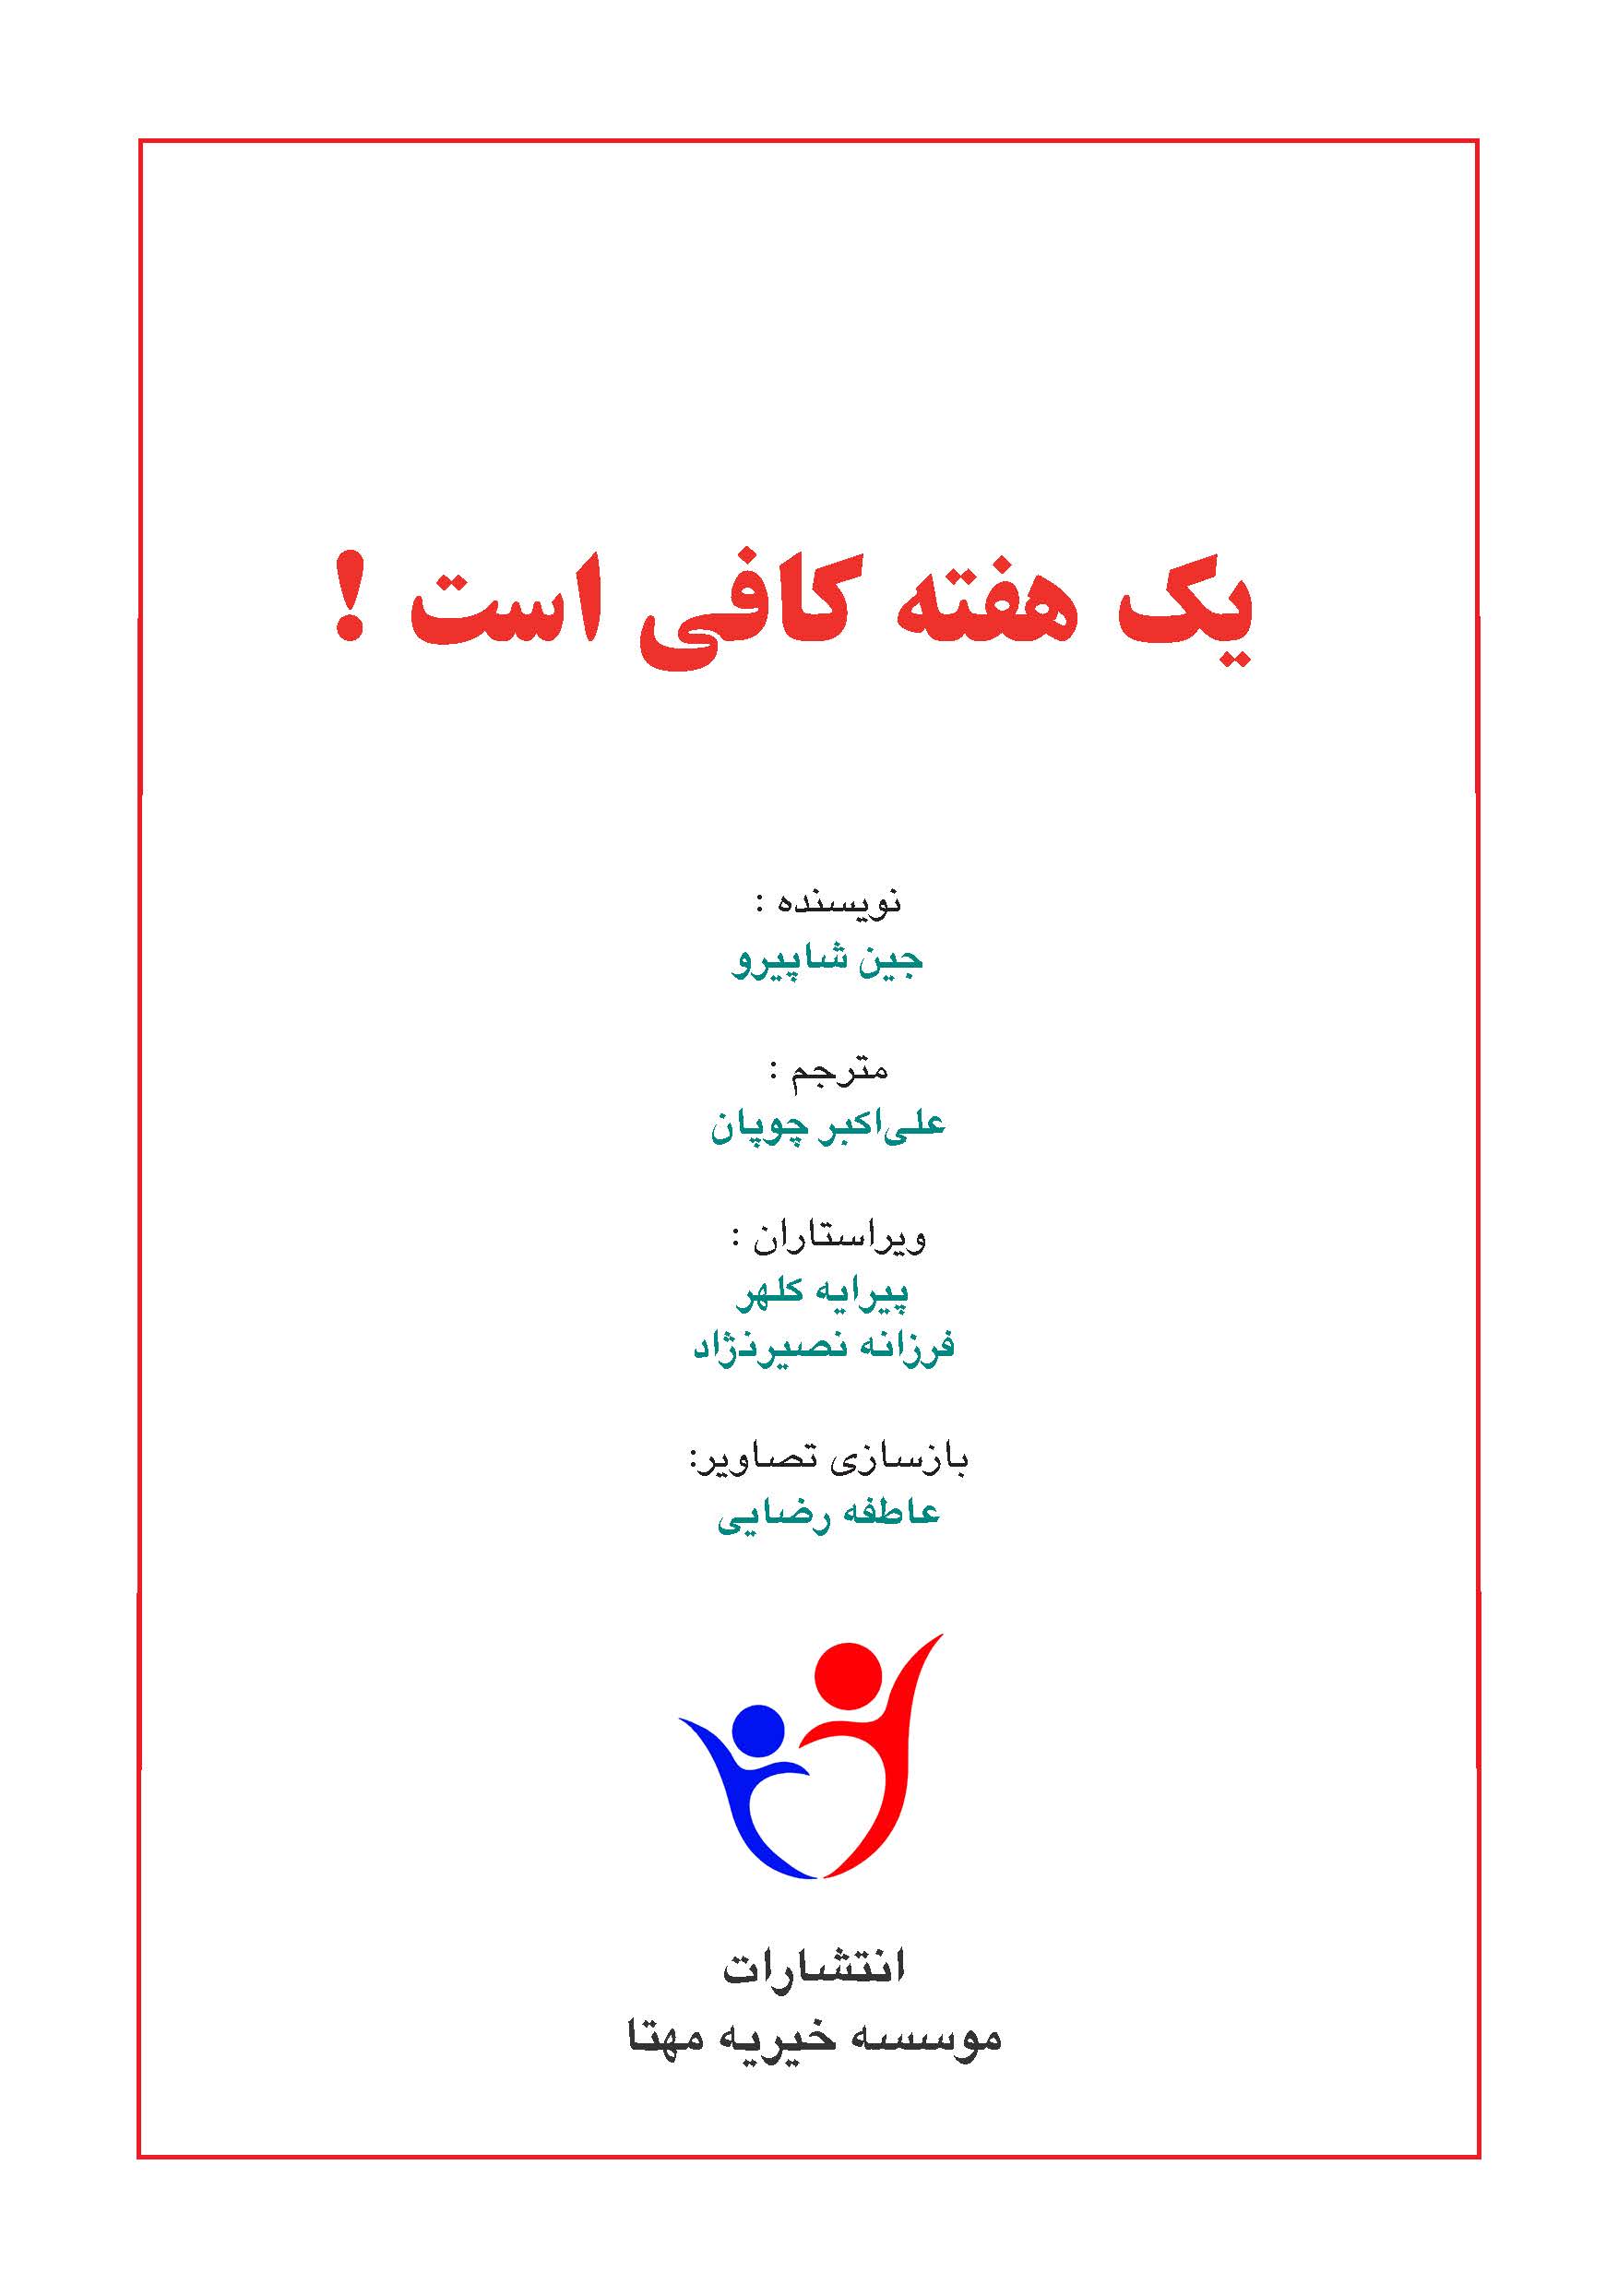 یک هفته کافی است !
نویسنده :
جین شاپیرو
مترجم :
علی‌اکبر چوپان
ویراستاران :
پیرایه کلهر
فرزانه نصیرنژاد
بازسازی تصاویر:
عاطفه رضایی
انتشارات
موسسه خیریه مهتا